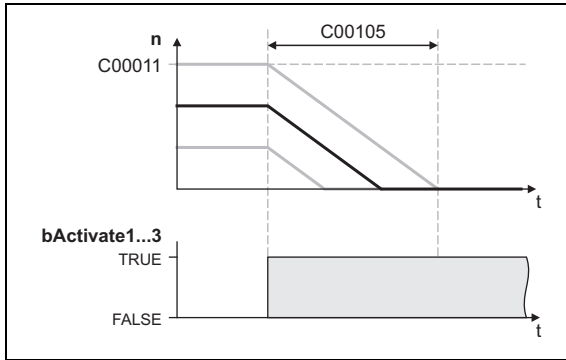 C00105
n
C00011
t
bActivate1...3
TRUE
FALSE
t